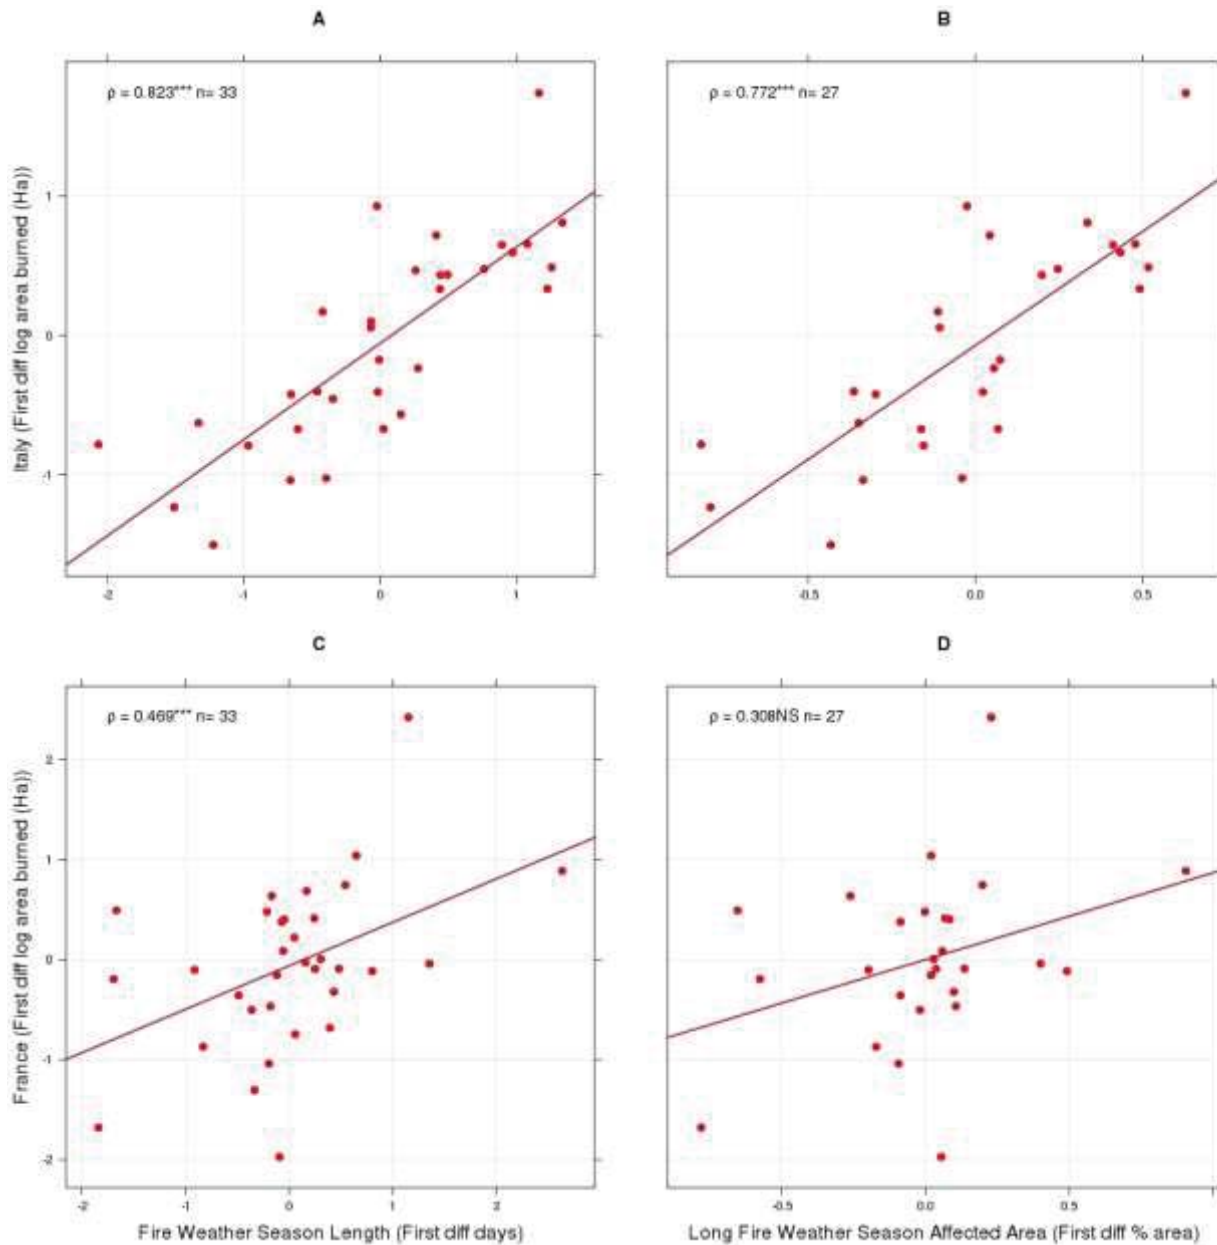 A
B
ρ = 0.823*** n= 33
ρ = 0.772*** n= 27
Italy (First diff log area burned (Ha))
1
0
-1
-2
-1
0
1
-0.5
0.0
0.5
C
D
ρ = 0.469*** n= 33
ρ = 0.308NS n= 27
France (First diff log area burned (Ha))
2
1
0
-1
-2
-2
-1
0
1
2
-0.5
0.0
0.5
Fire Weather Season Length (First diff days)
Long Fire Weather Season Affected Area (First diff % area)